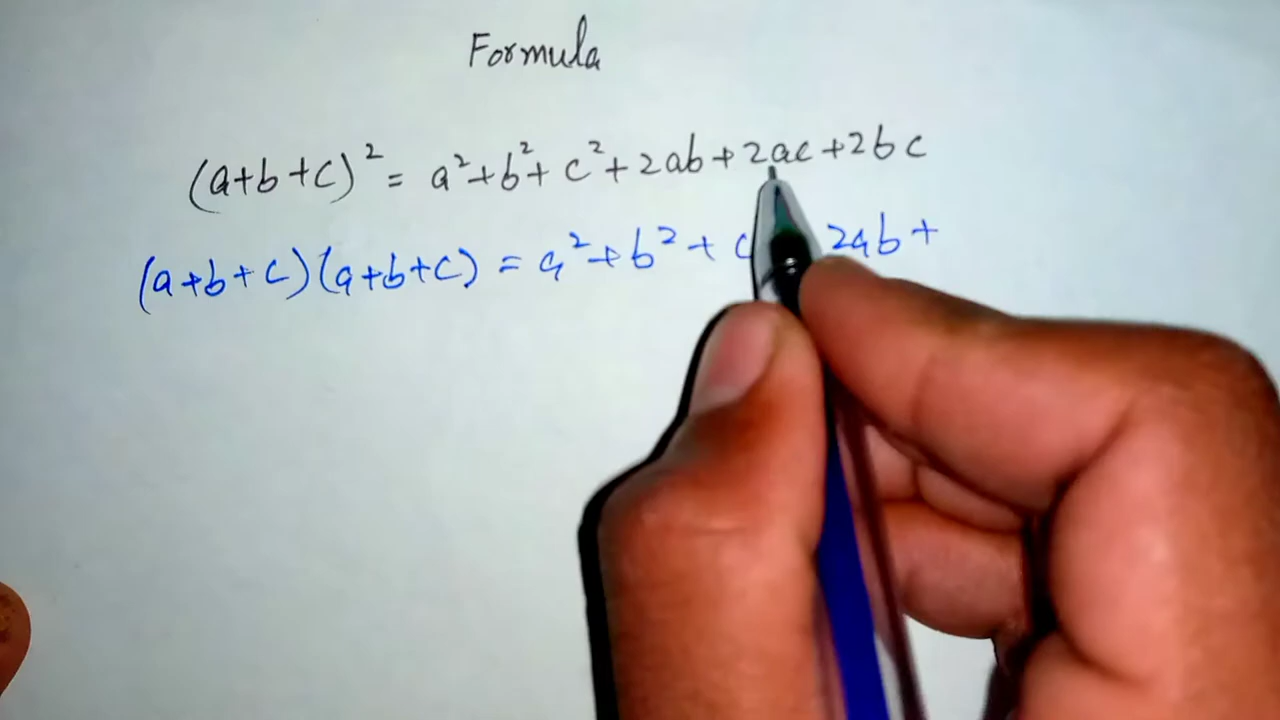 Formula
(a+b+c)² = a²+b²+c²+2ab+2ac+2bc
(a+b+c)(a+b+c) = a²+b²+c 2ab+